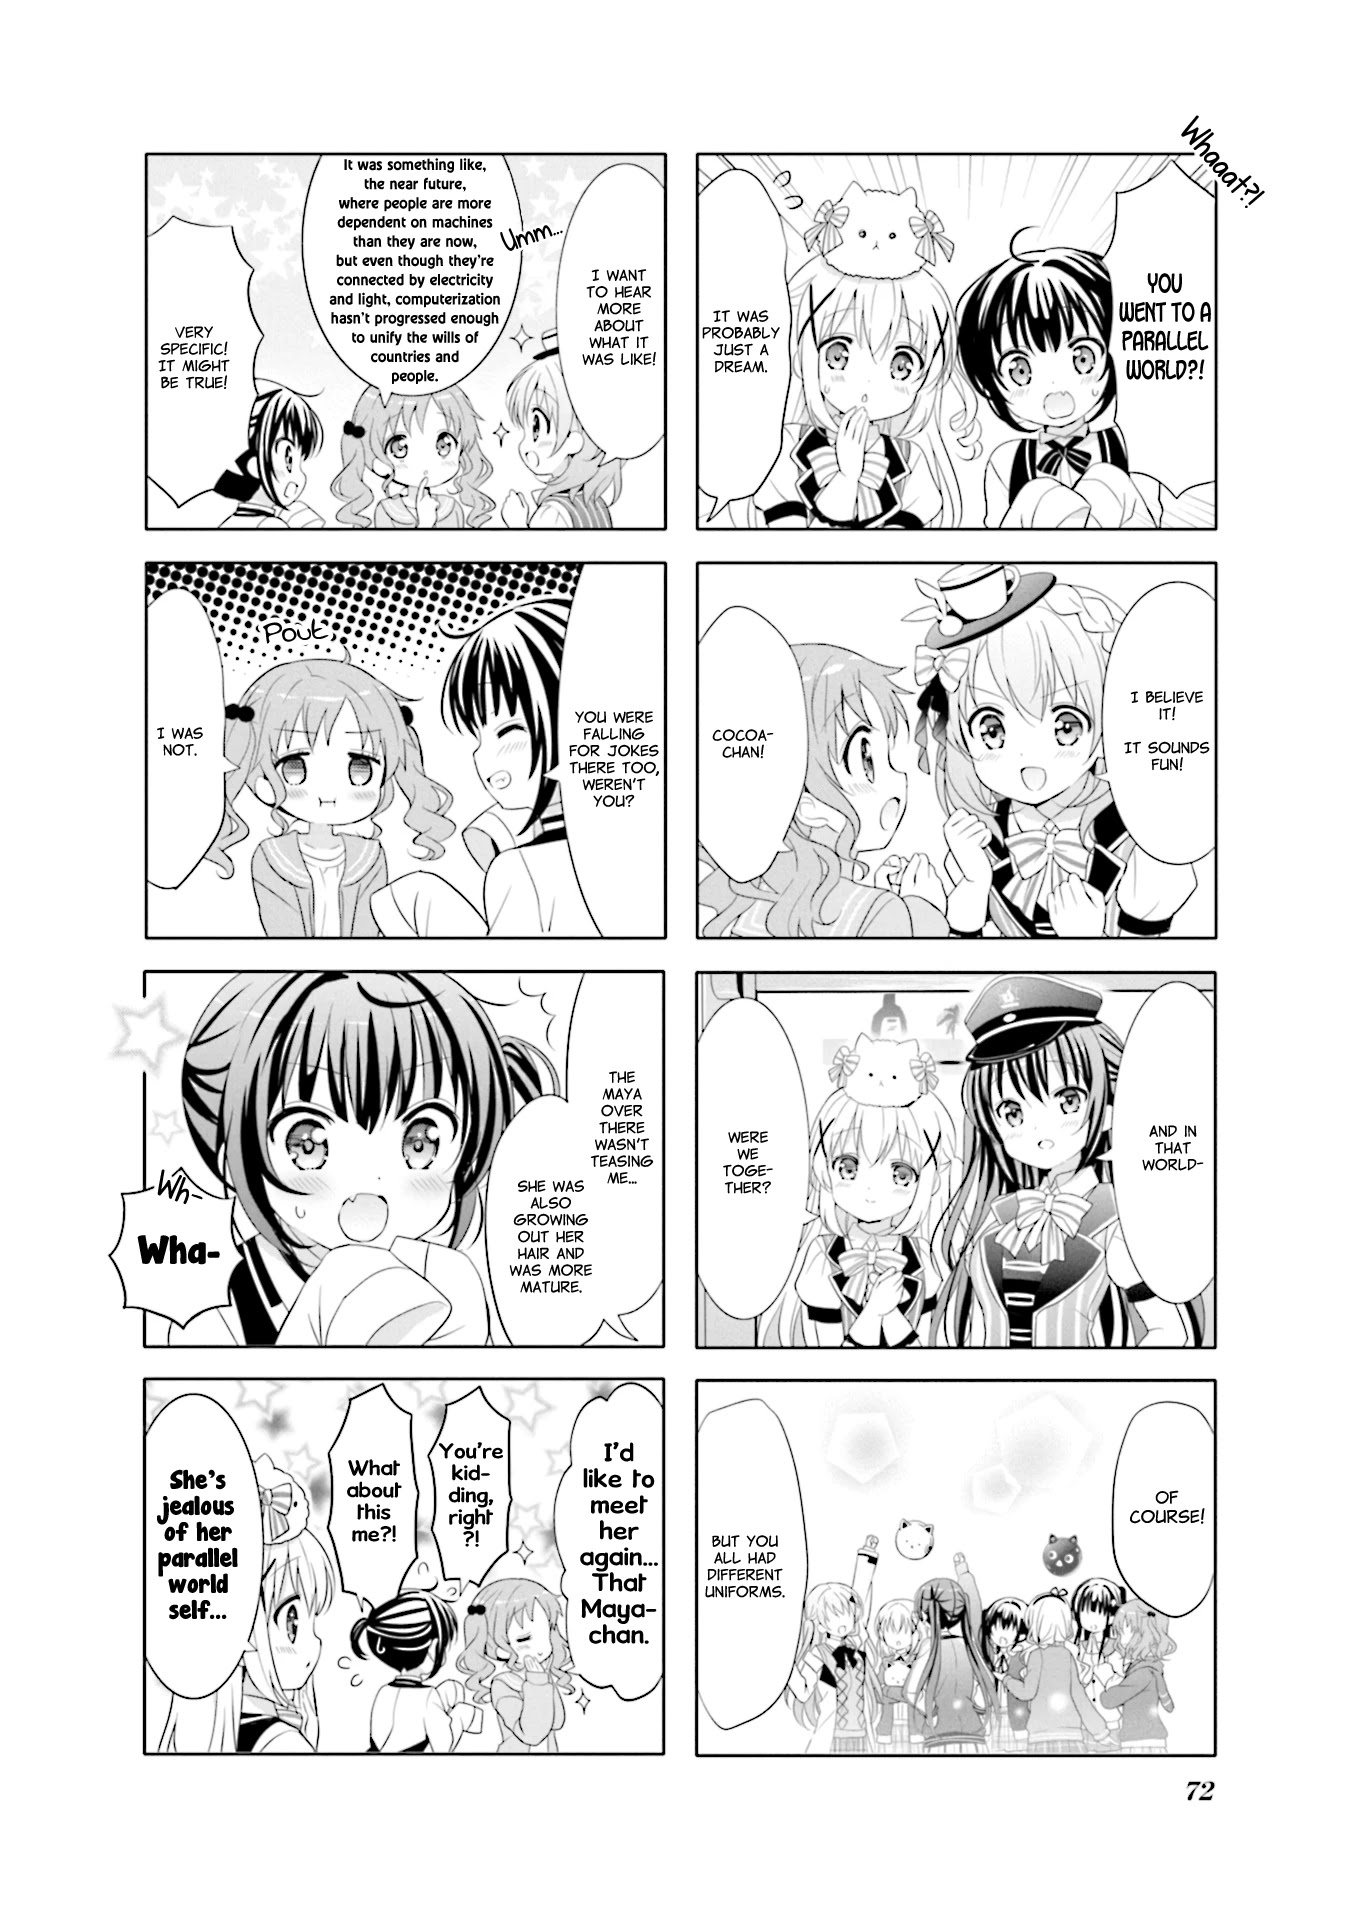 Whaaat?!
YOU
WENT TO A
PARALLEL
WORLD?!
IT WAS
PROBABLY
JUST A
DREAM.
I BELIEVE
IT!
IT SOUNDS
FUN!
COCOA-
CHAN!
AND IN
THAT
WORLD-
WERE
WE
TOGE-
THER?
OF
COURSE!
BUT YOU
ALL HAD
DIFFERENT
UNIFORMS.
I WANT
TO HEAR
MORE
ABOUT
WHAT IT
WAS LIKE!
Umm...
It was something like,
the near future,
where people are more
dependent on machines
than they are now,
but even though they're
connected by electricity
and light, computerization
hasn't progressed enough
to unify the wills of
countries and
people.
VERY
SPECIFIC!
IT MIGHT
BE TRUE!
YOU WERE
FALLING
FOR JOKES
THERE TOO,
WEREN'T
YOU?
Pout
I WAS
NOT.
THE
MAYA
OVER
THERE
WASN'T
TEASING
ME...
SHE WAS
ALSO
GROWING
OUT HER
HAIR AND
WAS MORE
MATURE.
Wh-
Wha-
I'd
like to
meet
her
again...
That
Maya-
chan.
You're
kid-
ding,
right
?!
What
about
this
me?!
She's
jealous
of her
parallel
world
self...
72